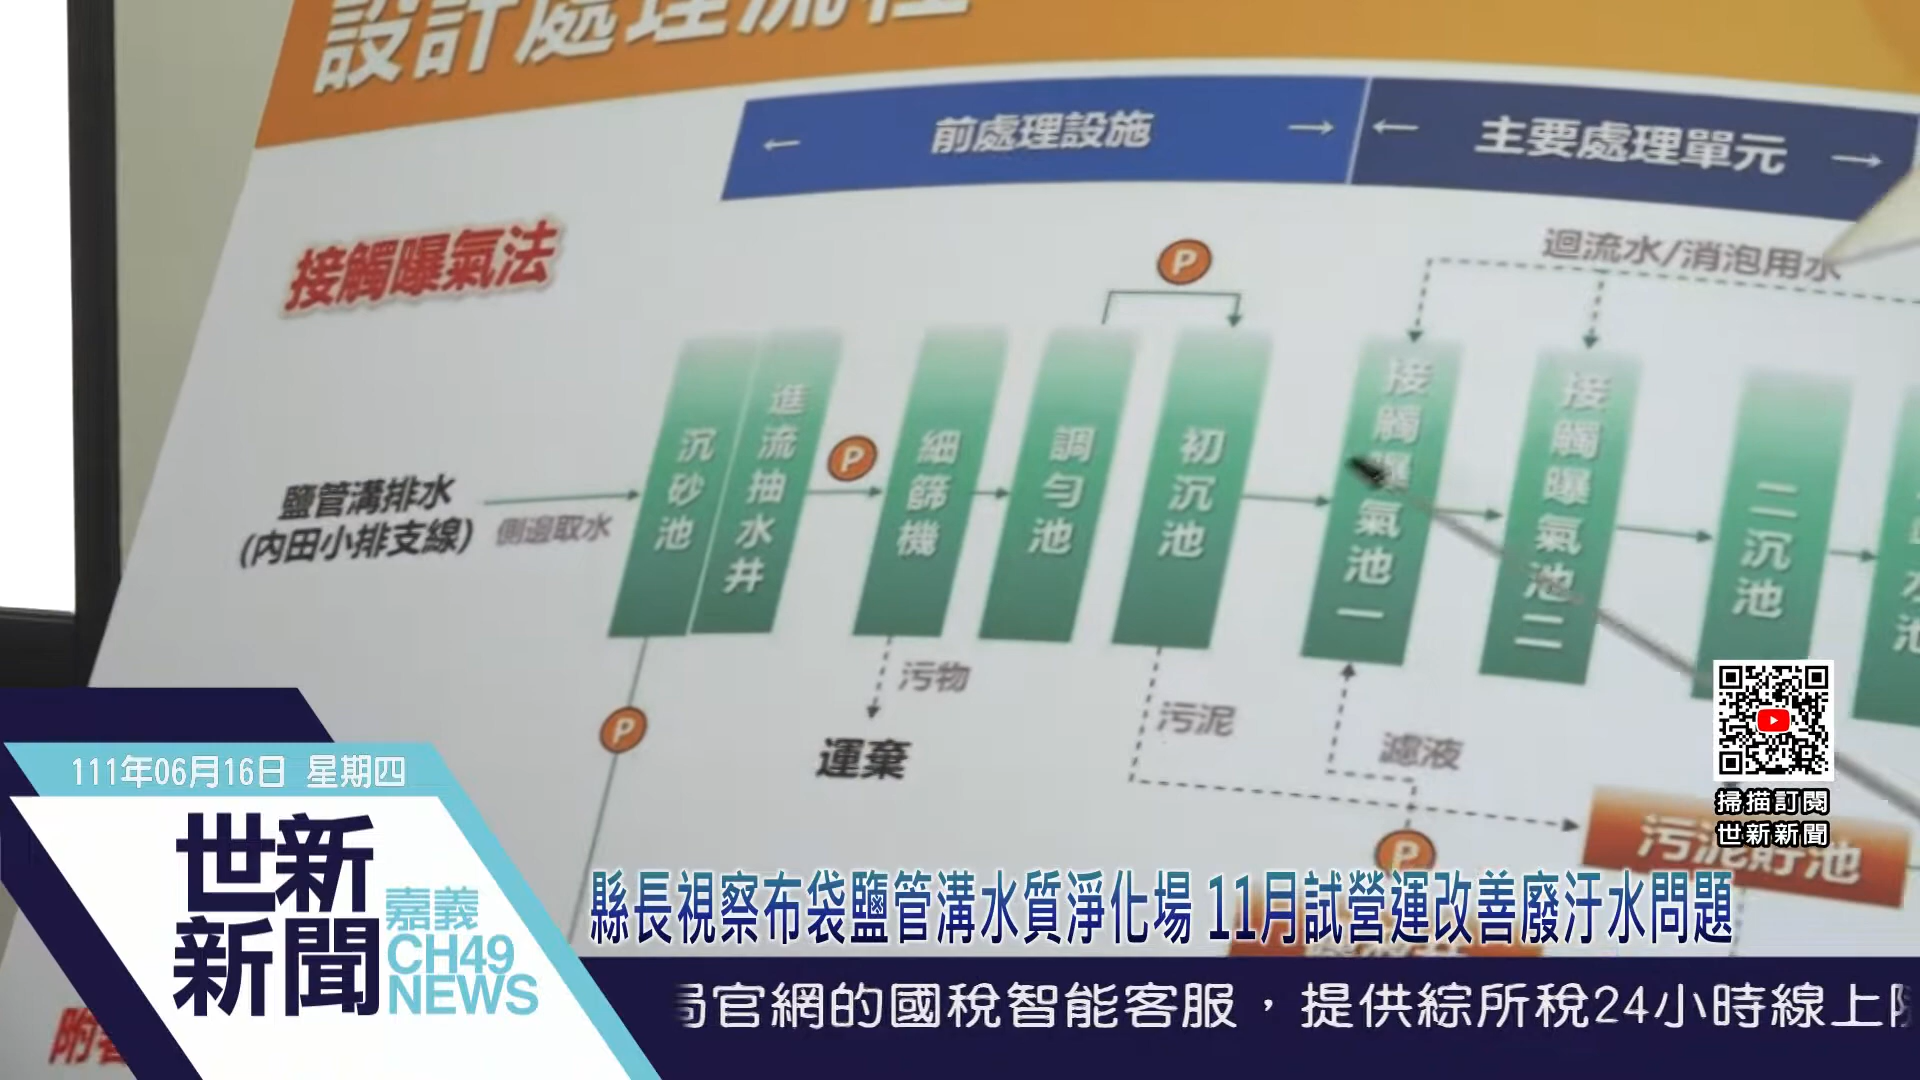 設計處理流程
← 前處理設施 →
← 主要處理單元 →
接觸曝氣法
迴流水/消泡用水
P
鹽管溝排水
(內田小排支線)
側邊取水
沉砂池
進流抽水井
P
細篩機
調勻池
初沉池
接觸曝氣池一
接觸曝氣池二
二沉池
污物
運棄
污泥
濾液
P
P
污泥貯池
掃描訂閱
世新新聞
111年06月16日 星期四
世新
新聞
嘉義
CH49
NEWS
縣長視察布袋鹽管溝水質淨化場 11月試營運改善廢汙水問題
局官網的國稅智能客服，提供綜所稅24小時線上
附